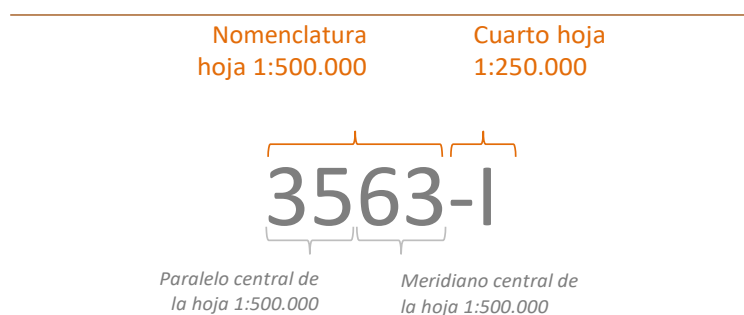 Nomenclatura
hoja 1:500.000
Cuarto hoja
1:250.000
3563-I
Paralelo central de
la hoja 1:500.000
Meridiano central de
la hoja 1:500.000